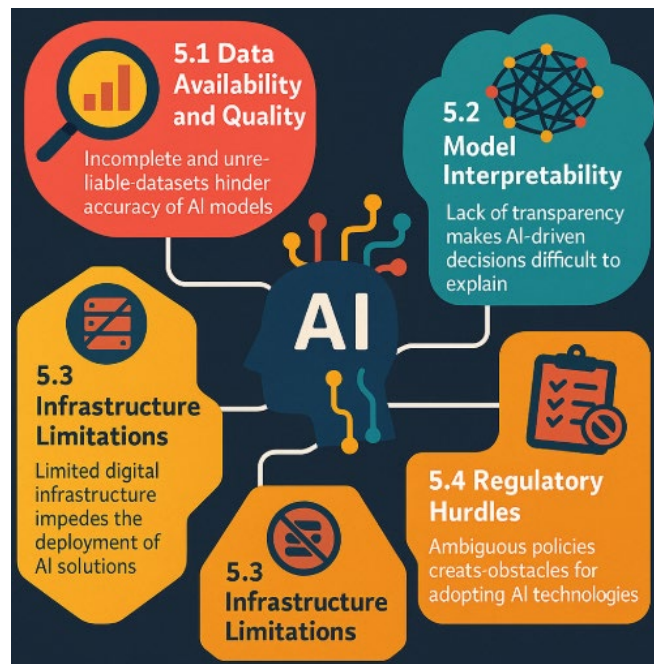 5.1 Data
Availability
and Quality
Incomplete and unre-
liable-datasets hinder
accuracy of AI models
5.2
Model
Interpretability
Lack of transparency
makes AI-driven
decisions difficult to
explain
AI
5.3
Infrastructure
Limitations
Limited digital
infrastructure
impedes the
deployment of
AI solutions
5.4 Regulatory
Hurdles
Ambiguous policies
creats-obstacles for
adopting AI technologies
5.3
Infrastructure
Limitations